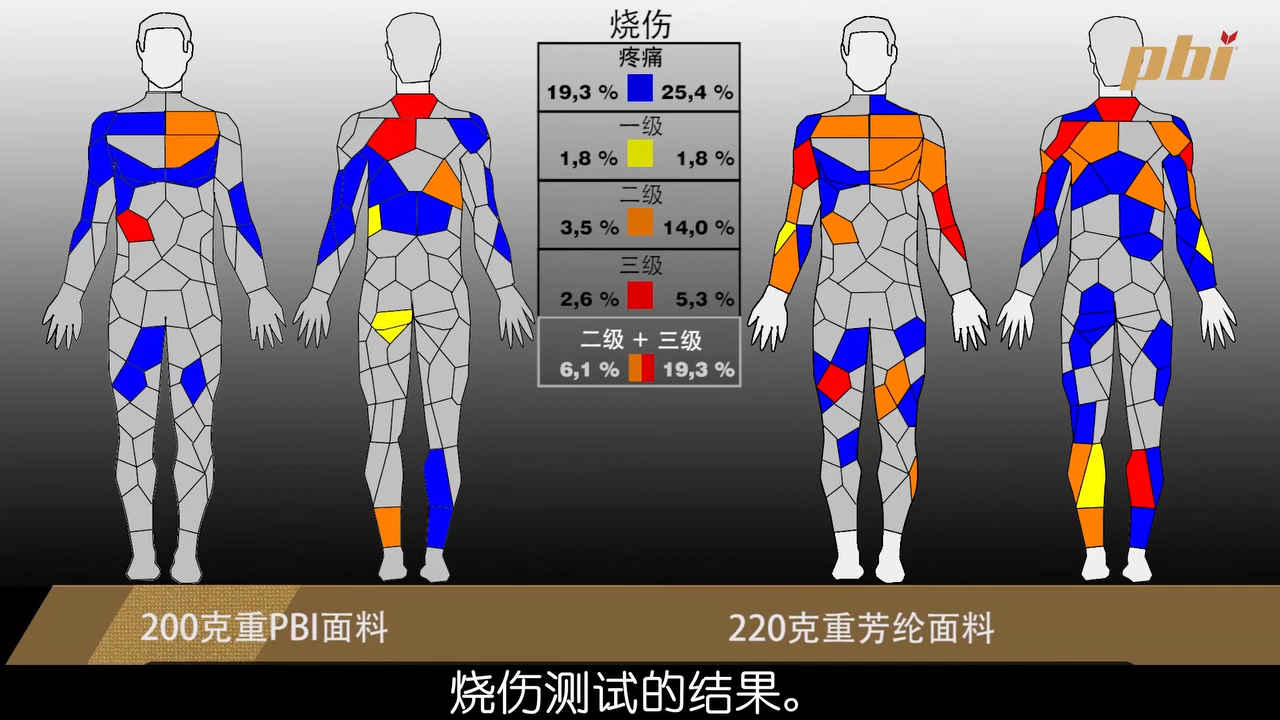 烧伤
pbi
疼痛
19,3 % 25,4 %
一级
1,8 % 1,8 %
二级
3,5 % 14,0 %
三级
2,6 % 5,3 %
二级 + 三级
6,1 % 19,3 %
200克重PBI面料
220克重芳纶面料
烧伤测试的结果。